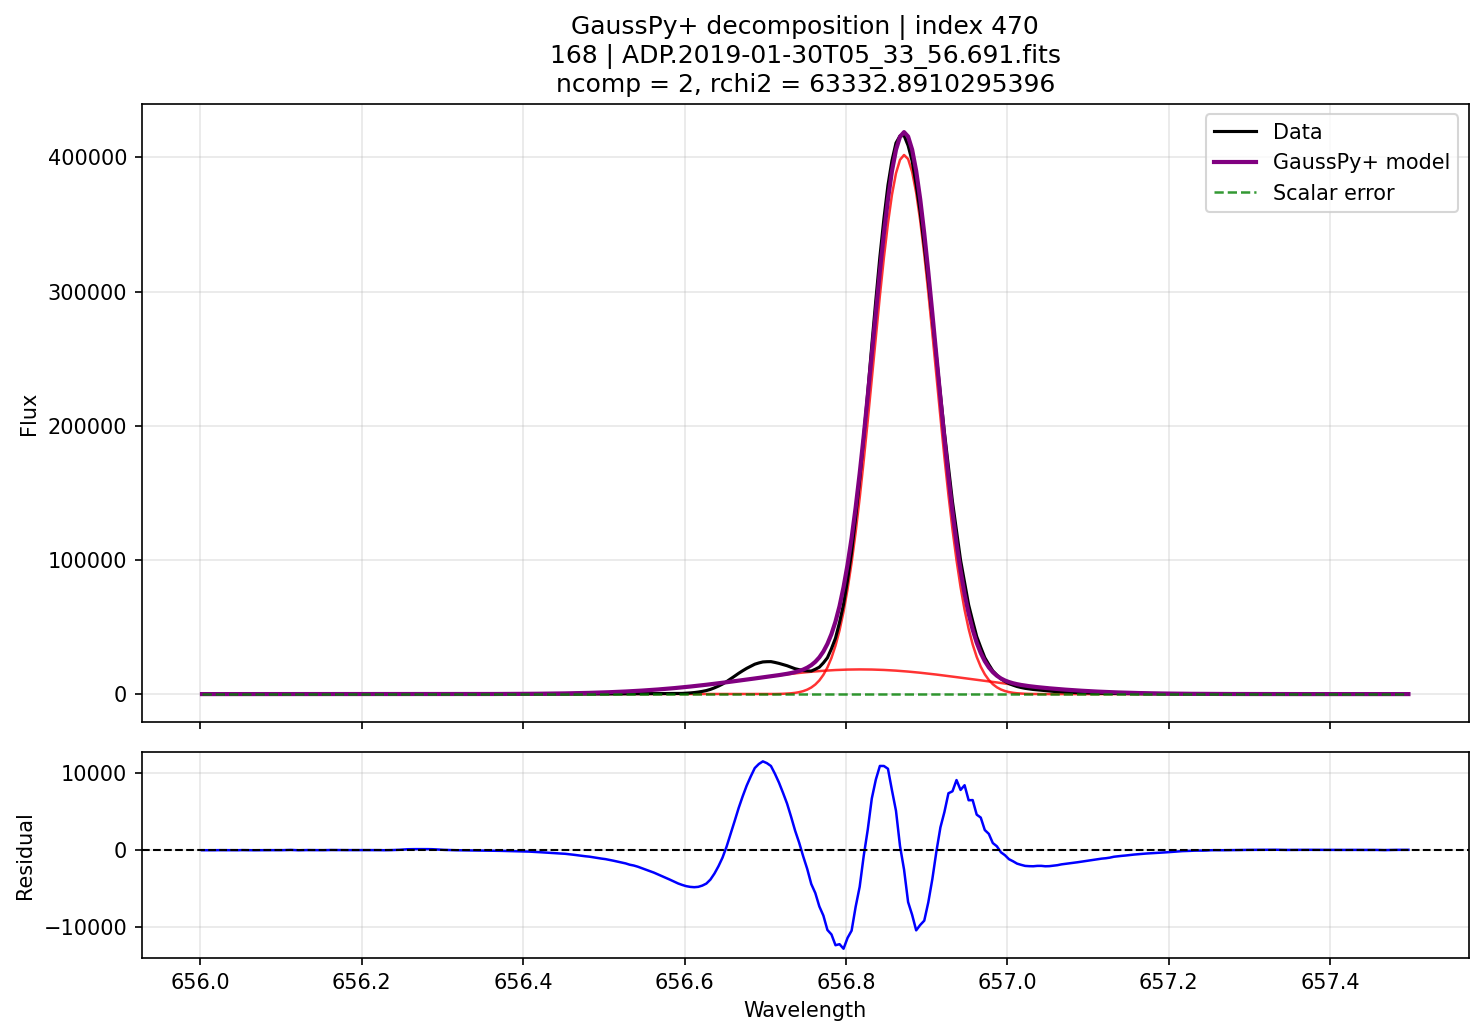 GaussPy+ decomposition | index 470
168 | ADP.2019-01-30T05_33_56.691.fits
ncomp = 2, rchi2 = 63332.8910295396
Data
GaussPy+ model
Scalar error
Flux
400000
300000
200000
100000
0
Residual
10000
0
−10000
656.0 656.2 656.4 656.6 656.8 657.0 657.2 657.4
Wavelength